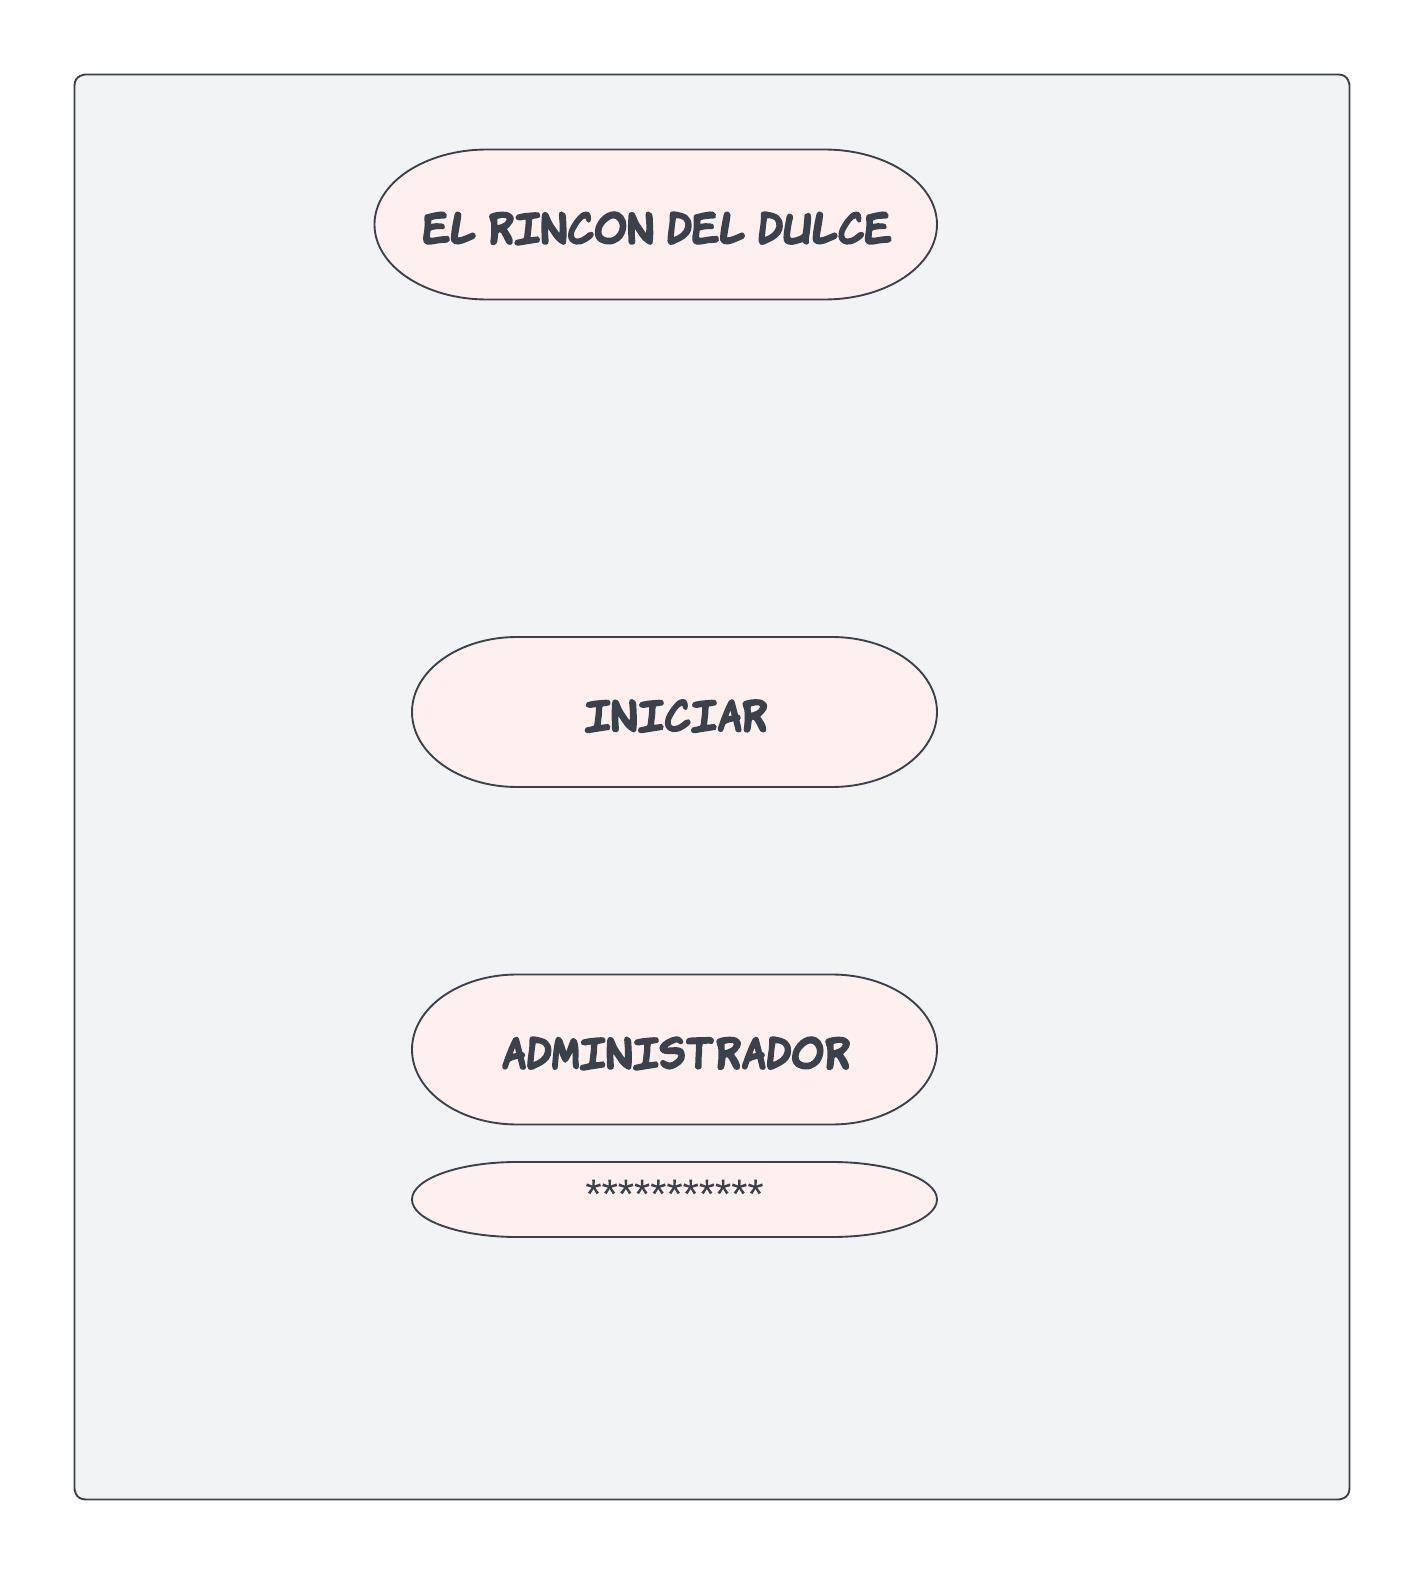 EL RINCON DEL DULCE
INICIAR
ADMINISTRADOR
***********